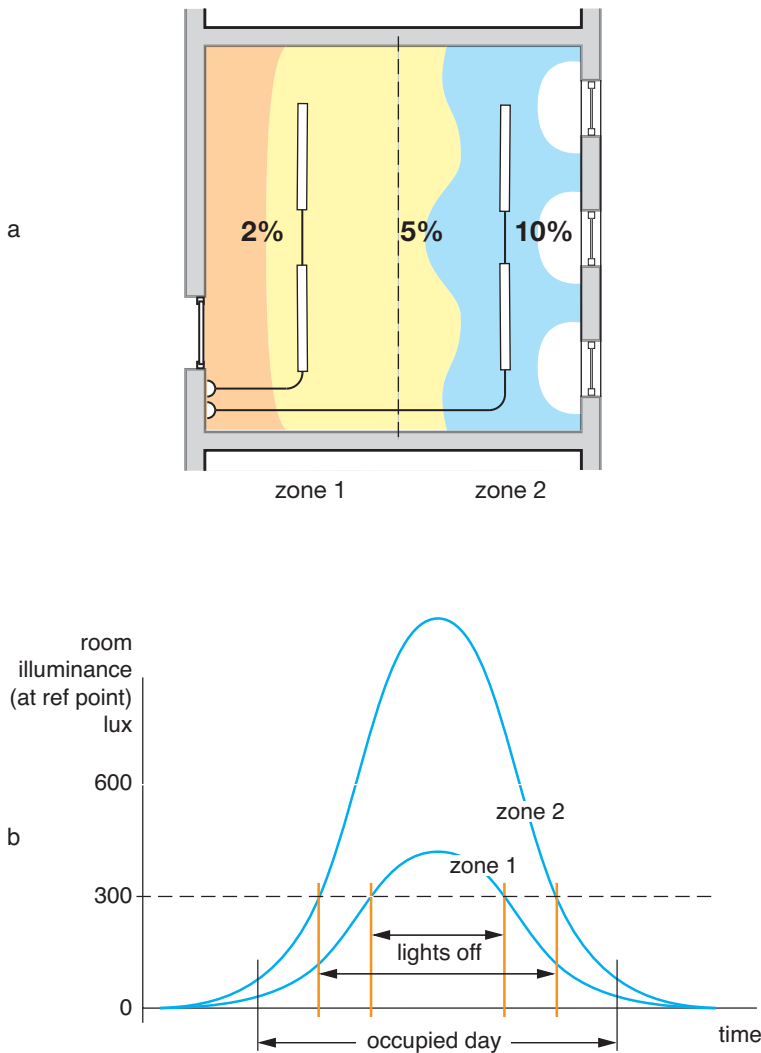 a
2%
5%
10%
zone 1
zone 2
room
illuminance
(at ref point)
lux
600
b
zone 2
zone 1
300
lights off
0
time
occupied day